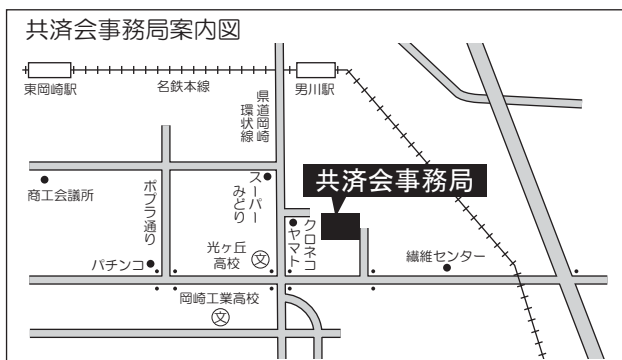 共済会事務局案内図
東岡崎駅
名鉄本線
男川駅
県道岡崎
環状線
共済会事務局
商工会議所
ポプラ通り
スーパー
みどり
クロネコ
ヤマト
光ヶ丘
高校
文
パチンコ
繊維センター
岡崎工業高校
文